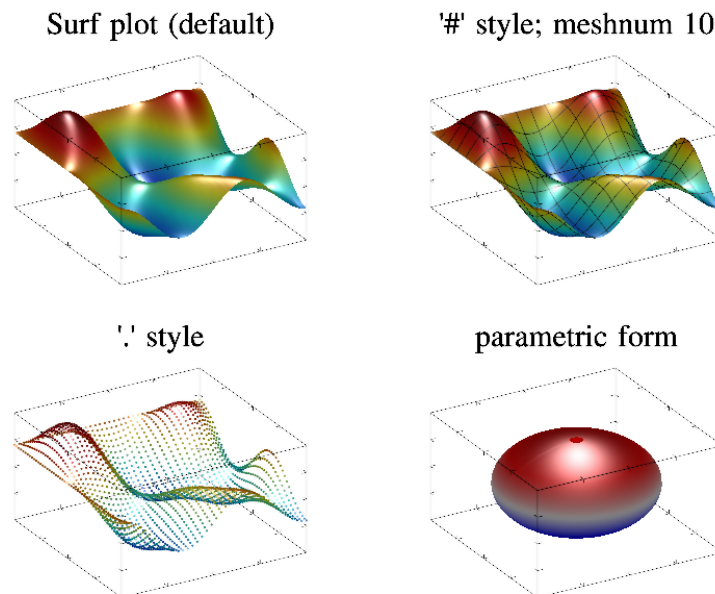 Surf plot (default)
'#' style; meshnum 10
'.' style
parametric form